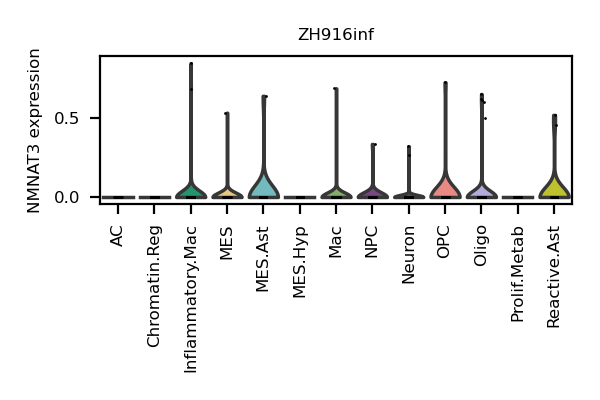 ZH916inf
NMNAT3 expression
0.5
0.0
AC
Chromatin.Reg
Inflammatory.Mac
MES
MES.Ast
MES.Hyp
Mac
NPC
Neuron
OPC
Oligo
Prolif.Metab
Reactive.Ast